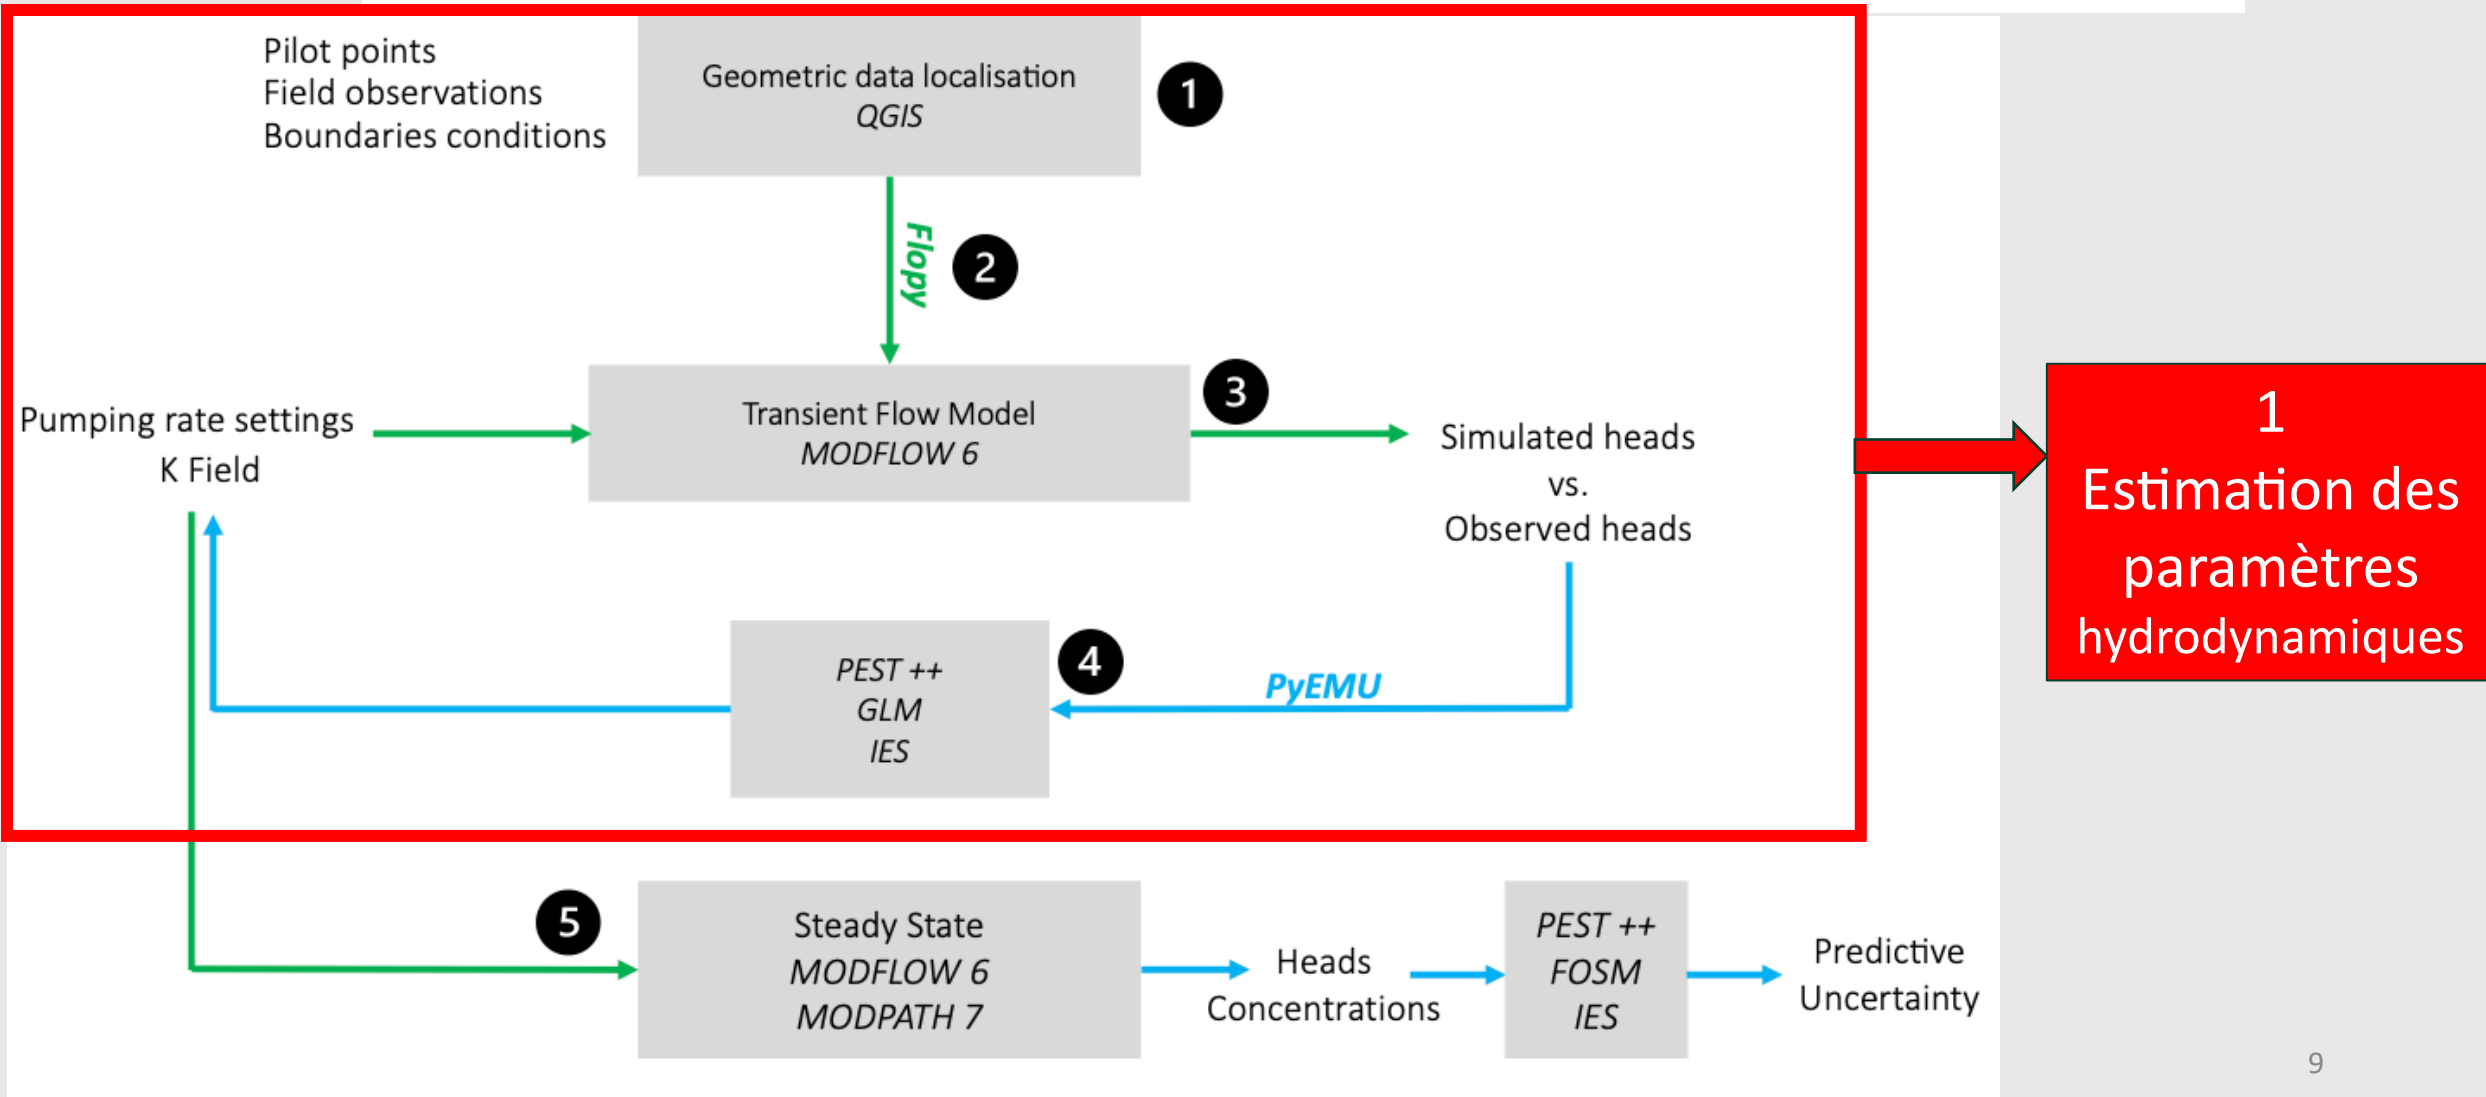 Pilot points
Field observations
Boundaries conditions
Geometric data localisation
QGIS
1
Flopy
2
Pumping rate settings
K Field
Transient Flow Model
MODFLOW 6
3
Simulated heads
vs.
Observed heads
1
Estimation des
paramètres
hydrodynamiques
PEST ++
GLM
IES
4
PyEMU
5
Steady State
MODFLOW 6
MODPATH 7
Heads
Concentrations
PEST ++
FOSM
IES
Predictive
Uncertainty
9